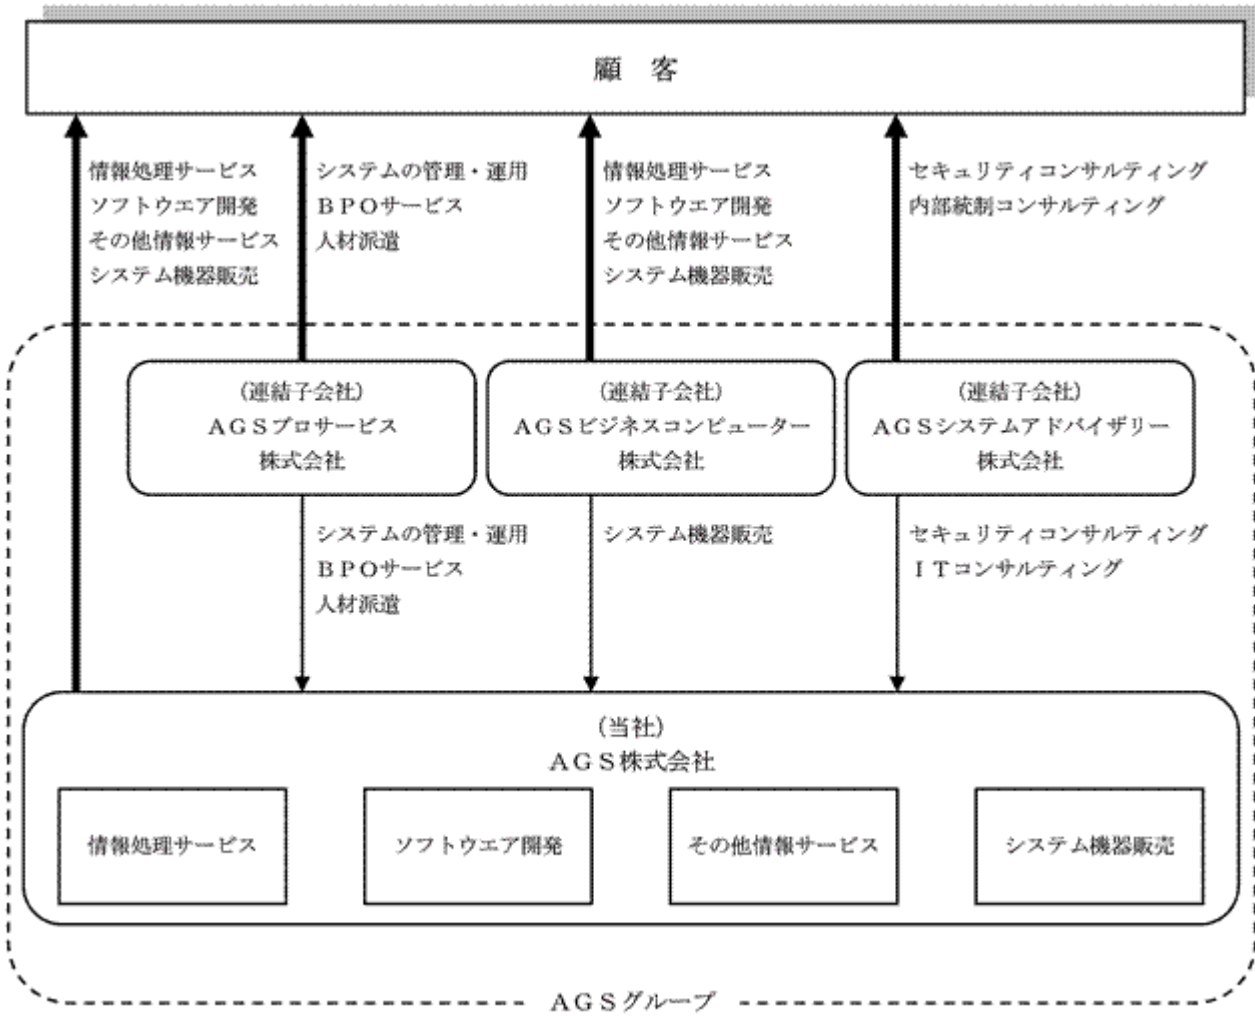 顧　客
情報処理サービス
ソフトウエア開発
その他情報サービス
システム機器販売
システムの管理・運用
ＢＰＯサービス
人材派遣
情報処理サービス
ソフトウエア開発
その他情報サービス
システム機器販売
セキュリティコンサルティング
内部統制コンサルティング
（連結子会社）
ＡＧＳプロサービス
株式会社
（連結子会社）
ＡＧＳビジネスコンピューター
株式会社
（連結子会社）
ＡＧＳシステムアドバイザリー
株式会社
システムの管理・運用
ＢＰＯサービス
人材派遣
システム機器販売
セキュリティコンサルティング
ＩＴコンサルティング
（当社）
ＡＧＳ株式会社
情報処理サービス
ソフトウエア開発
その他情報サービス
システム機器販売
ＡＧＳグループ